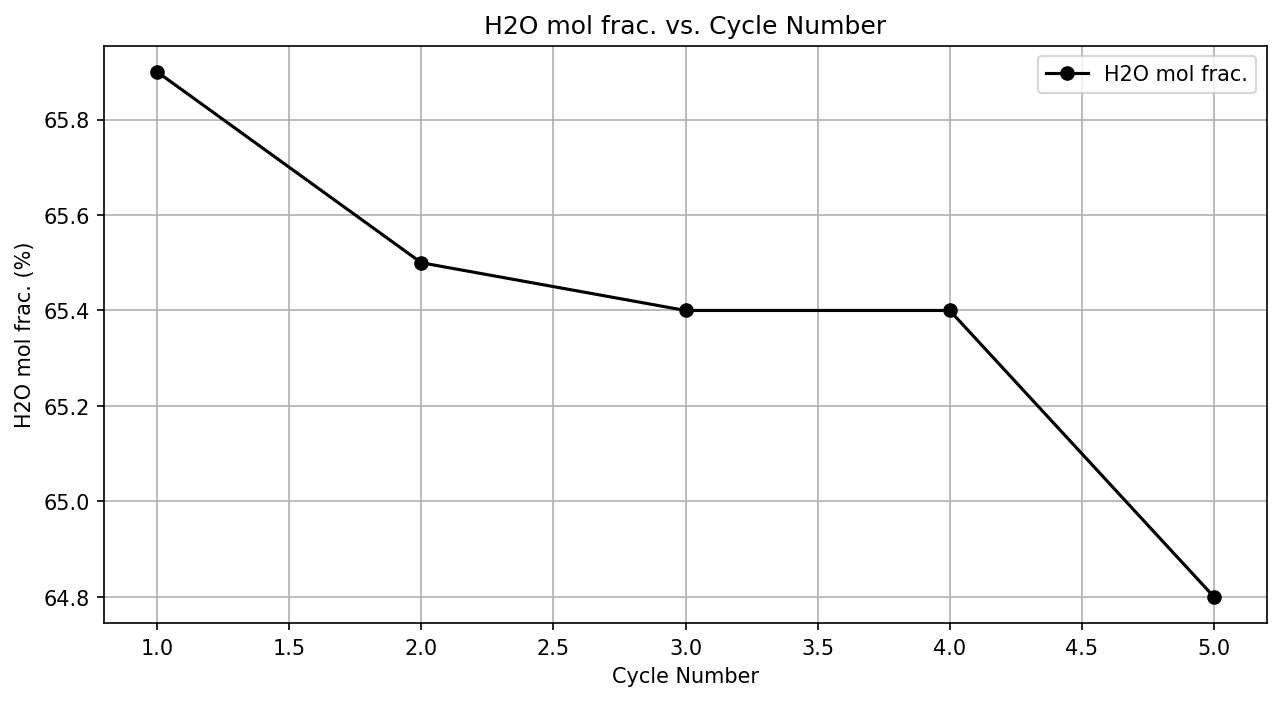 H2O mol frac. vs. Cycle Number
H2O mol frac.
H2O mol frac. (%)
65.8
65.6
65.4
65.2
65.0
64.8
1.0 1.5 2.0 2.5 3.0 3.5 4.0 4.5 5.0
Cycle Number